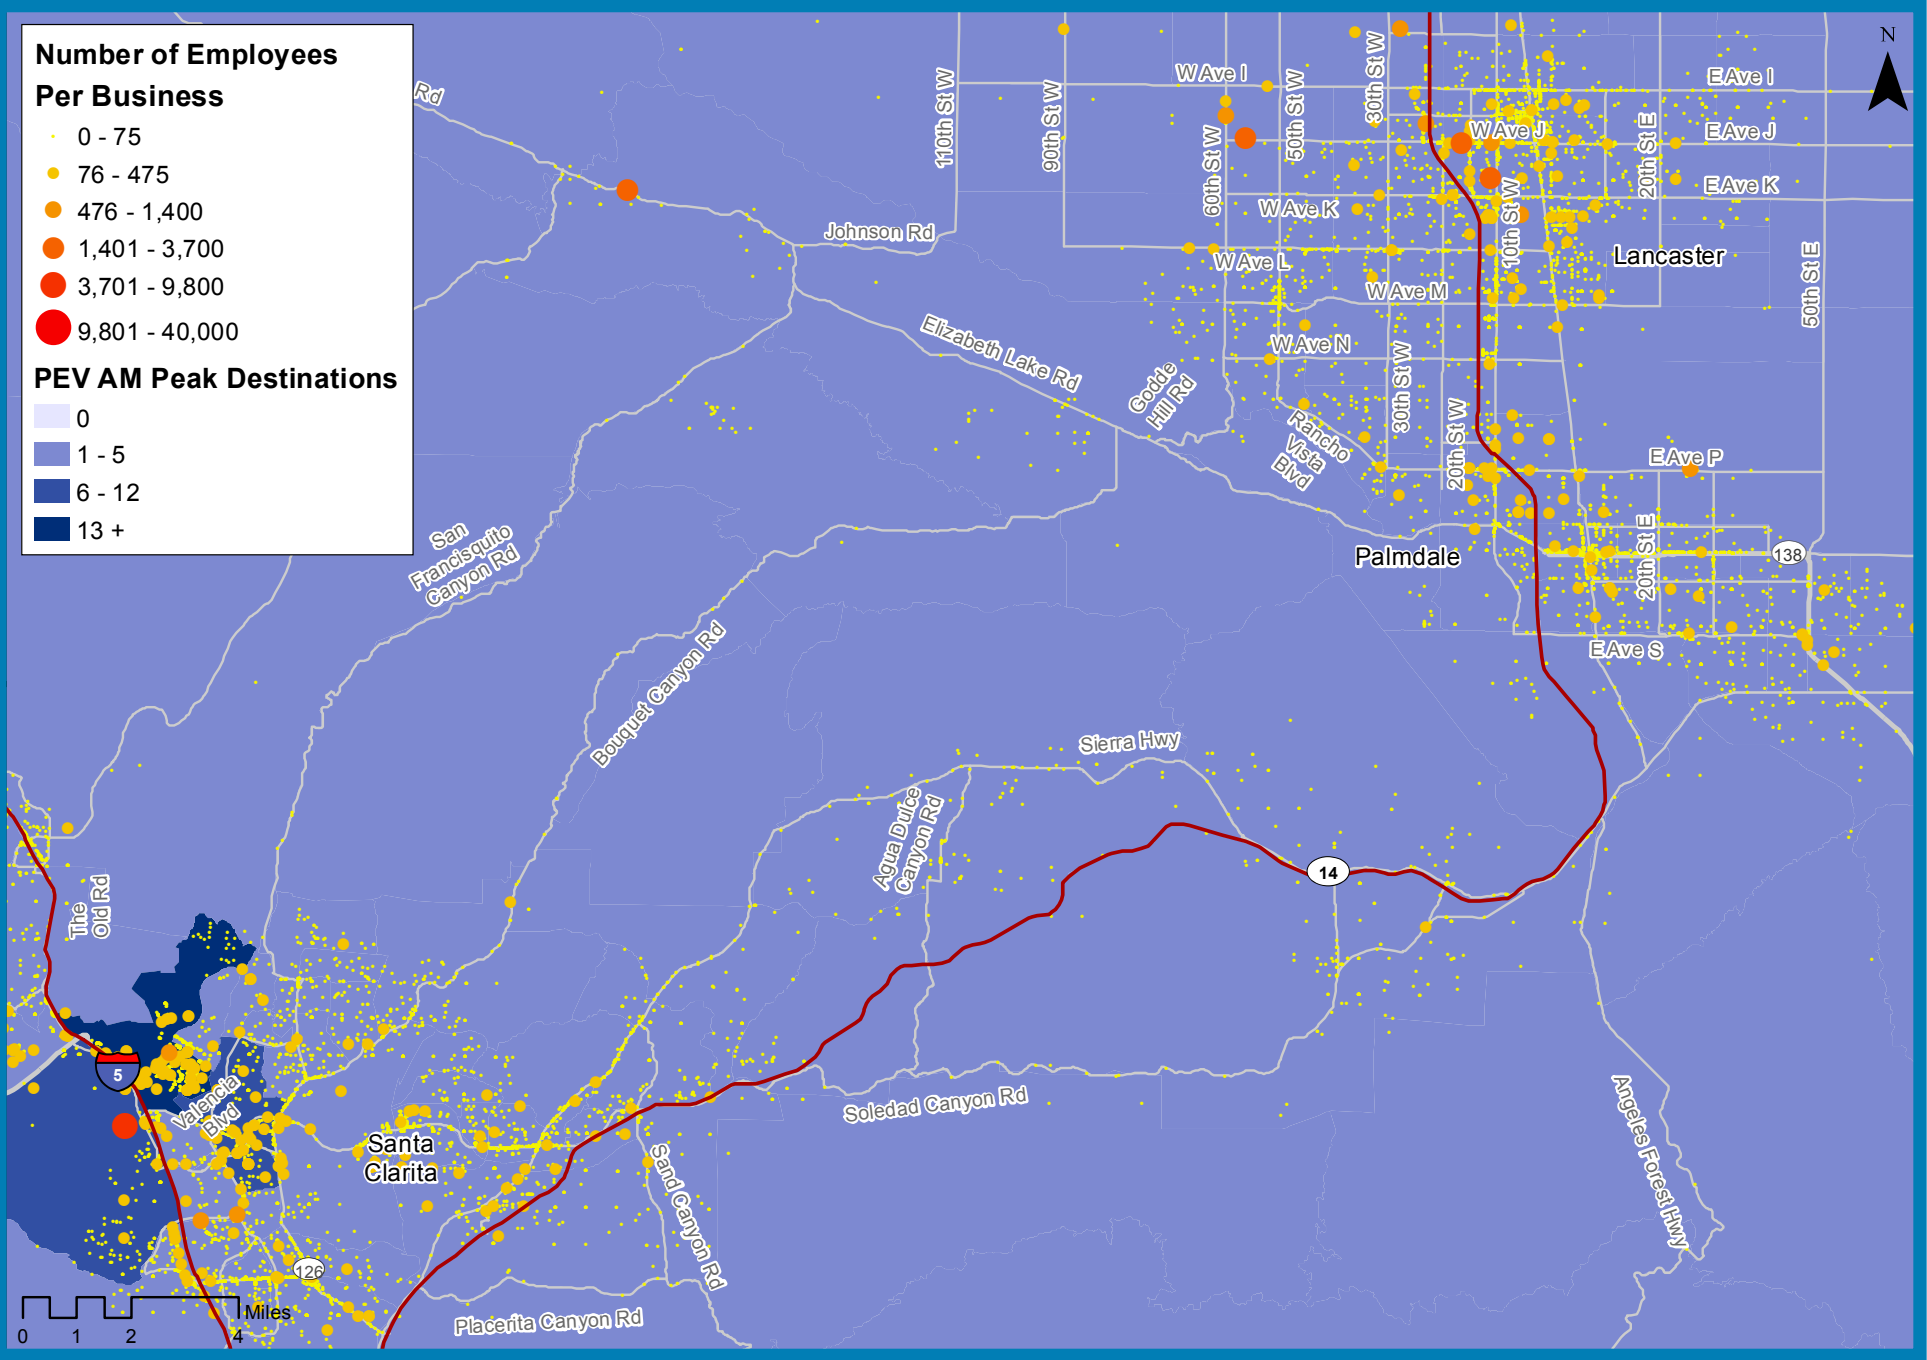 Number of Employees
Per Business
0 - 75
76 - 475
476 - 1,400
1,401 - 3,700
3,701 - 9,800
9,801 - 40,000
PEV AM Peak Destinations
0
1 - 5
6 - 12
13 +
N
Rd
110th St W
90th St W
W Ave I
60th St W
50th St W
30th St W
E Ave I
W Ave J
E Ave J
20th St E
E Ave K
W Ave K
10th St W
Johnson Rd
Lancaster
W Ave L
W Ave M
50th St E
Elizabeth Lake Rd
W Ave N
Godde
Hill Rd
30th St W
Rancho
Vista
Blvd
20th St W
E Ave P
San
Francisquito
Canyon Rd
Palmdale
20th St E
138
E Ave S
Bouquet Canyon Rd
Sierra Hwy
Agua Dulce
Canyon Rd
14
The
Old Rd
5
Valencia
Blvd
Soledad Canyon Rd
Angeles Forest Hwy
Santa
Clarita
Sand Canyon Rd
126
Placerita Canyon Rd
Miles
0 1 2 4